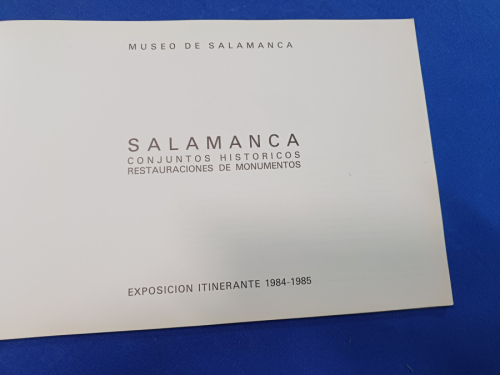 MUSEO DE SALAMANCA
SALAMANCA
CONJUNTOS HISTORICOS
RESTAURACIONES DE MONUMENTOS
EXPOSICION ITINERANTE 1984-1985